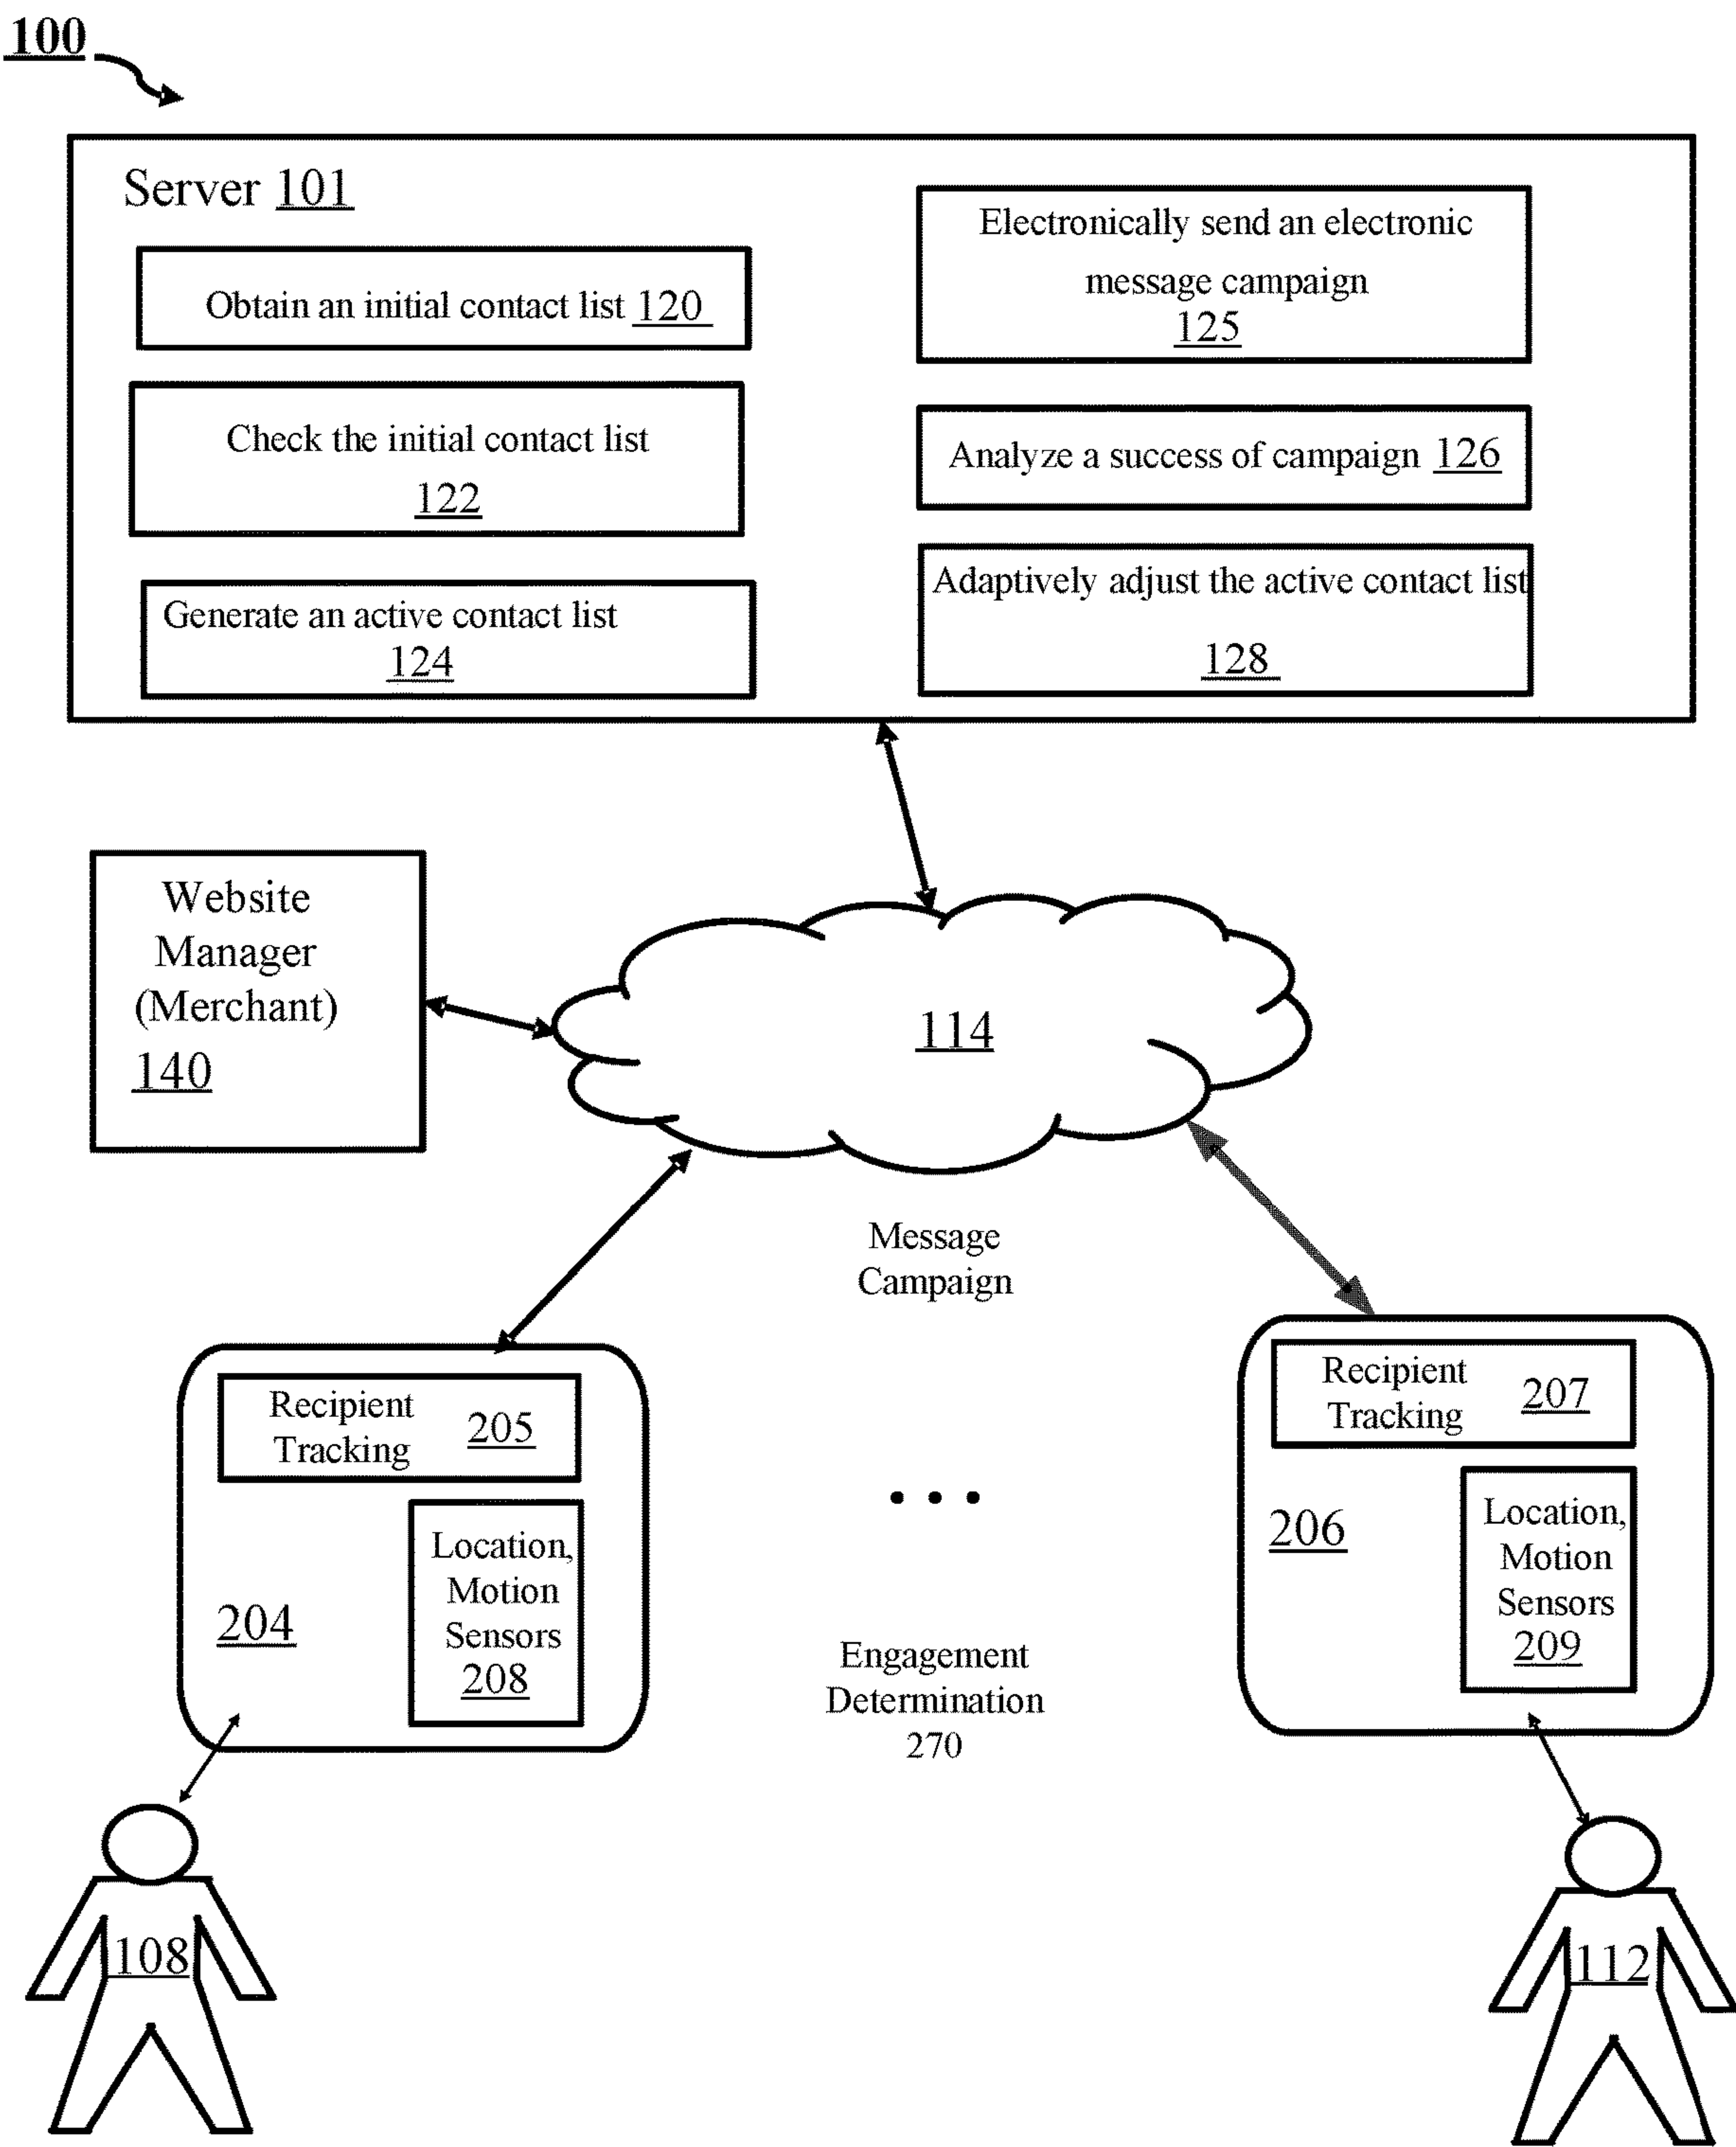 100
Server 101
Obtain an initial contact list 120
Check the initial contact list
122
Generate an active contact list
124
Electronically send an electronic
message campaign
125
Analyze a success of campaign 126
Adaptively adjust the active contact list
128
Website
Manager
(Merchant)
140
114
Message
Campaign
Recipient
Tracking 205
Location,
Motion
Sensors
208
204
. . .
Engagement
Determination
270
Recipient
Tracking 207
Location,
Motion
Sensors
209
206
108
112